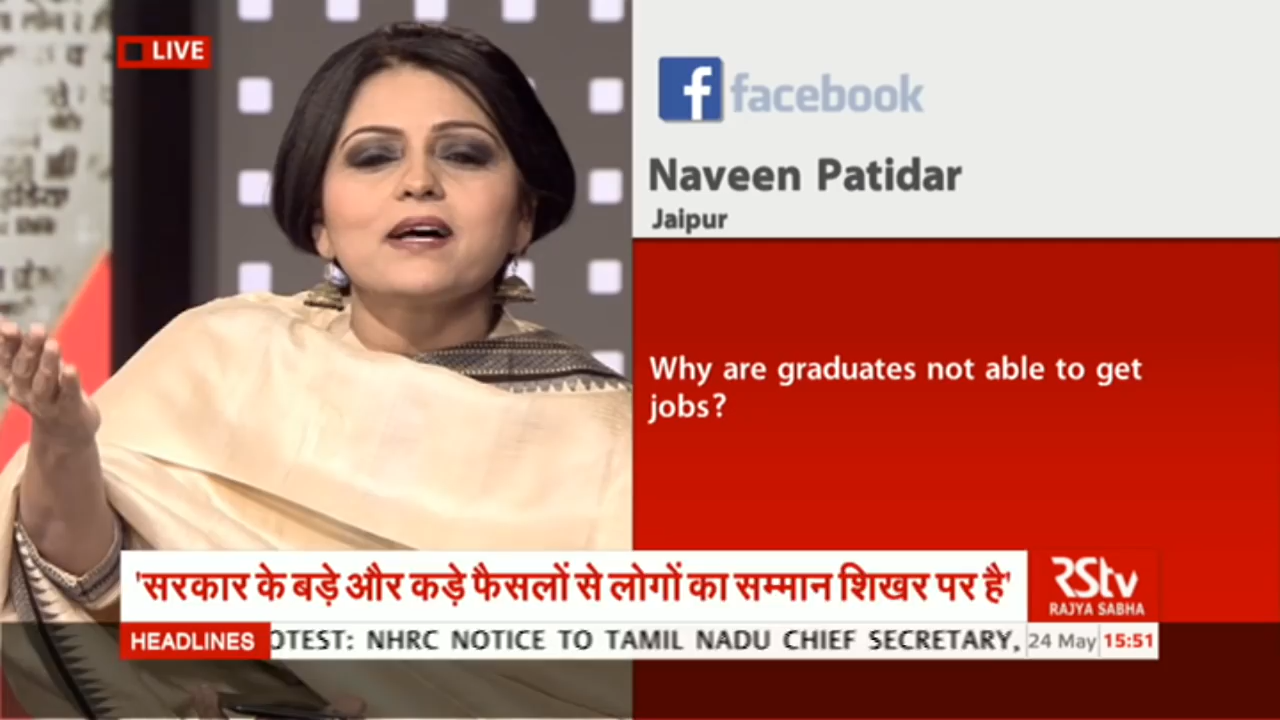 LIVE
facebook
Naveen Patidar
Jaipur
Why are graduates not able to get
jobs?
'सरकार के बड़े और कड़े फैसलों से लोगों का सम्मान शिखर पर है'
RStv
RAJYA SABHA
HEADLINES OTEST: NHRC NOTICE TO TAMIL NADU CHIEF SECRETARY, 24 May 15:51